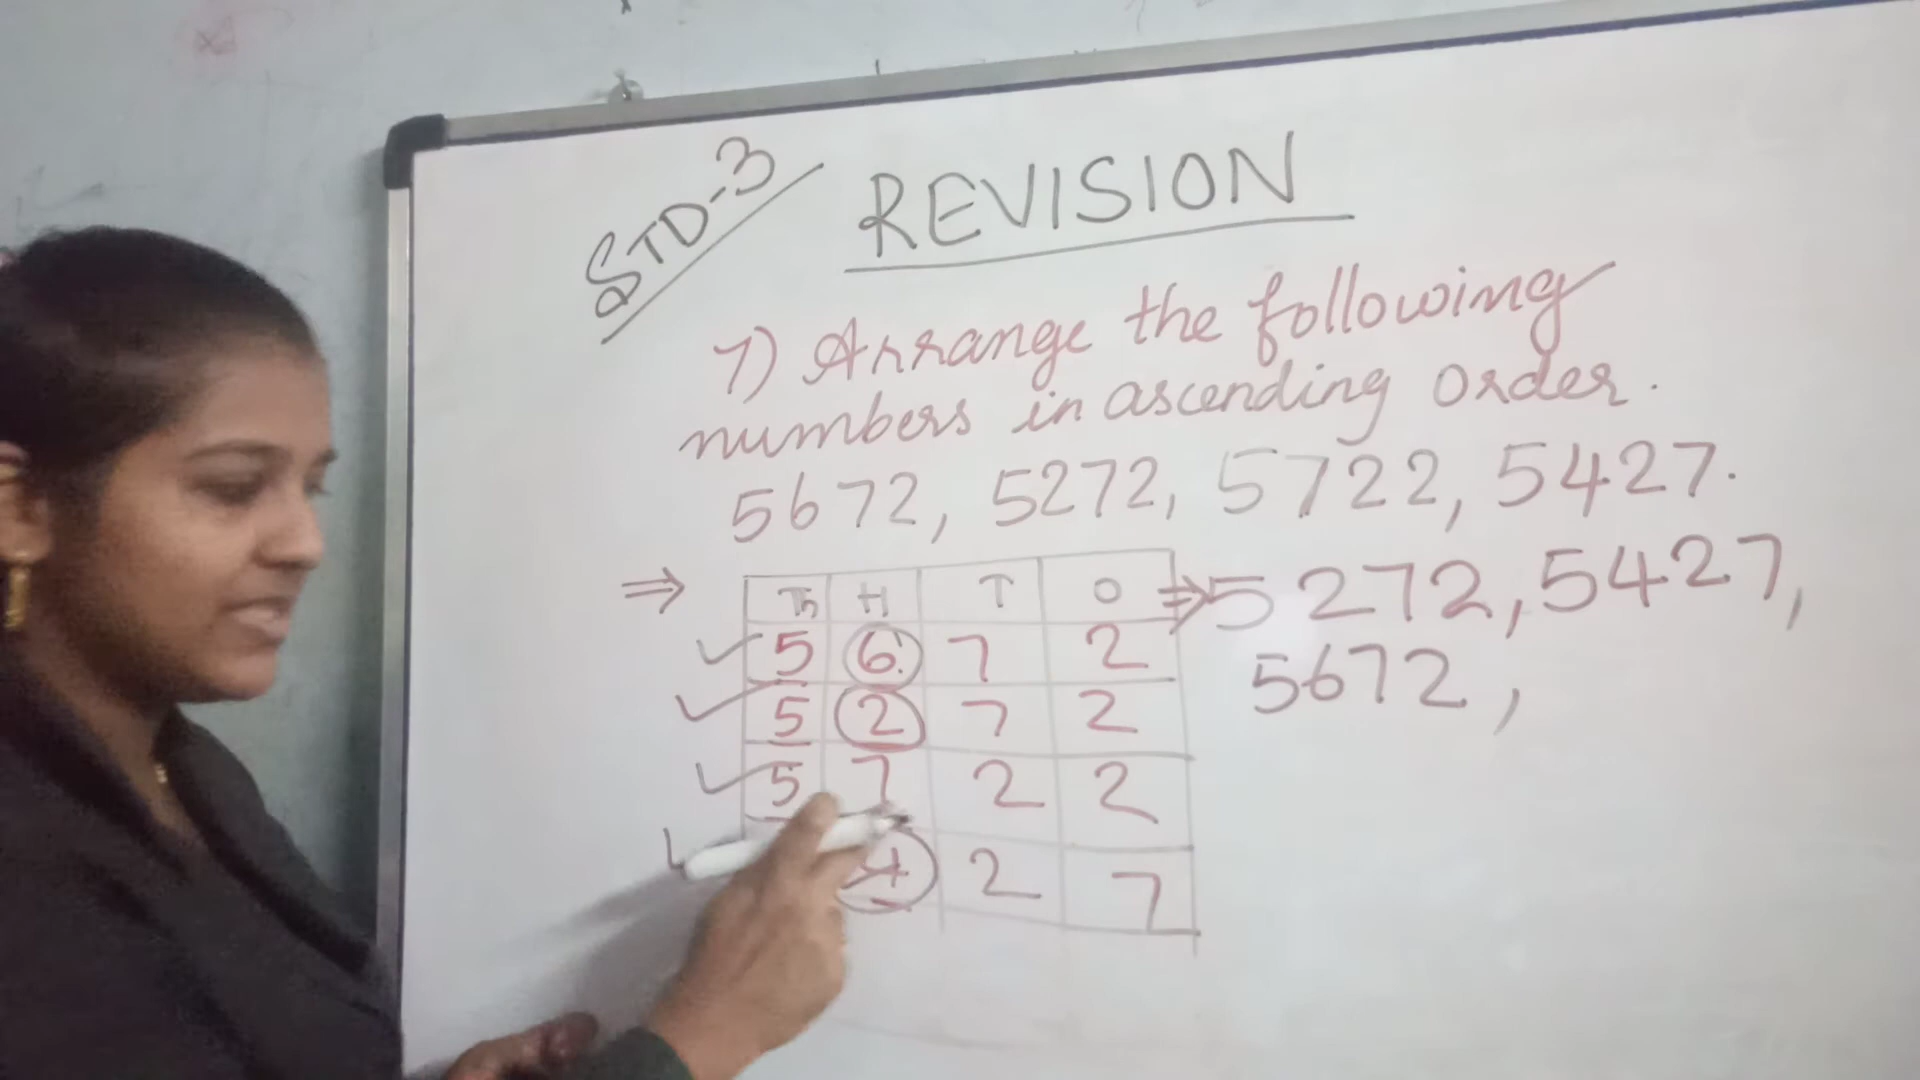 STD-3
REVISION
7) Arrange the following
numbers in ascending order.
5672, 5272, 5722, 5427.
⇒ Th H T O ⇒ 5272, 5427,
5 6 7 2 5672,
5 2 7 2
5 7 2 2
4 2 7